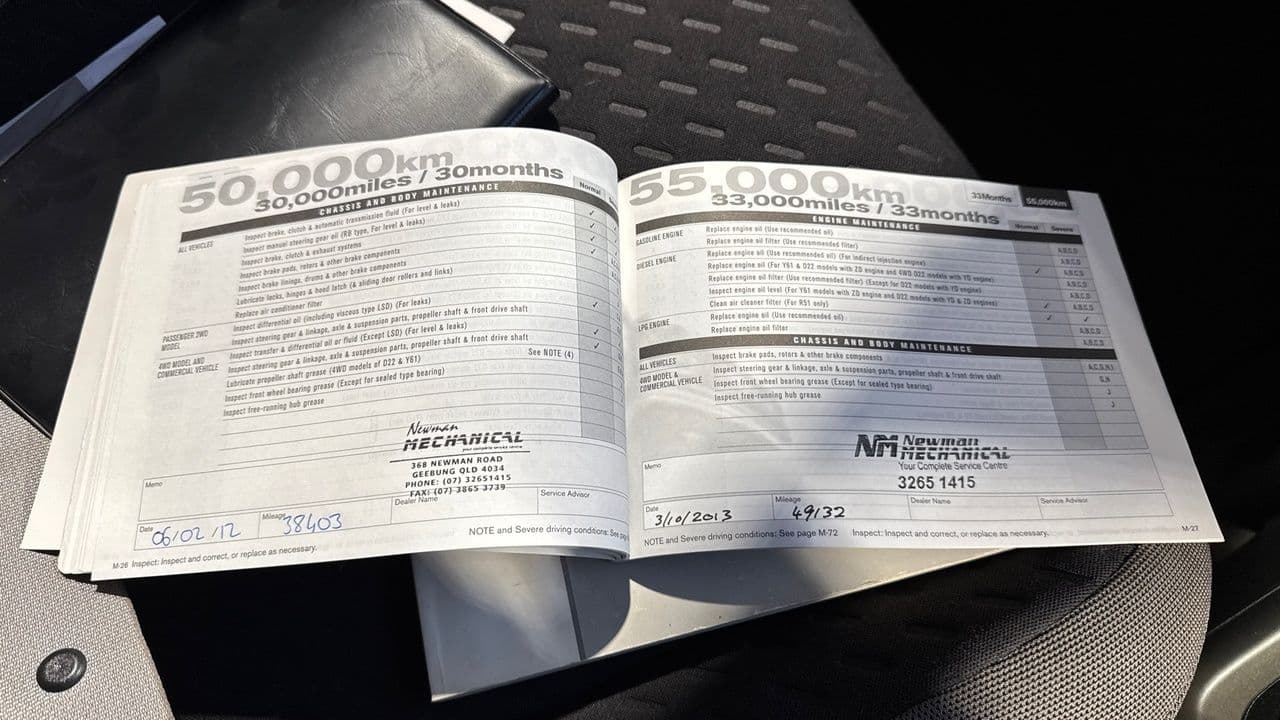 50,000km
30,000miles / 30months
CHASSIS AND BODY MAINTENANCE
Normal
ALL VEHICLES
Inspect brake, clutch & automatic transmission fluid (For level & leaks)
Inspect manual steering gear oil (RB type, For level & leaks)
Inspect brake, clutch & exhaust systems
Inspect brake pads, rotors & other brake components
Inspect brake linings, drums & other brake components
Lubricate locks, hinges & hood latch (& sliding door rollers and links)
Replace air conditioner filter
PASSENGER 2WD MODEL
Inspect differential oil (including viscous type LSD) (For leaks)
Inspect steering gear & linkage, axle & suspension parts, propeller shaft & front drive shaft
4WD MODEL AND COMMERCIAL VEHICLE
Inspect transfer & differential oil or fluid (Except LSD) (For level & leaks)
Inspect steering gear & linkage, axle & suspension parts, propeller shaft & front drive shaft
Lubricate propeller shaft grease (4WD models of D22 & Y61) See NOTE (4)
Inspect front wheel bearing grease (Except for sealed type bearing)
Inspect free-running hub grease
Newman
MECHANICAL
your complete service centre
368 NEWMAN ROAD
GEEBUNG QLD 4034
PHONE: (07) 32651415
FAX: (07) 3865 3739
Memo
Date 06/02/12
Mileage 38403
Dealer Name
Service Advisor
NOTE and Severe driving conditions: See
M-26 Inspect: Inspect and correct, or replace as necessary.
55,000km
33,000miles / 33months
33Months 55,000km
ENGINE MAINTENANCE
Normal Severe
GASOLINE ENGINE
Replace engine oil (Use recommended oil) A,B,C,D
Replace engine oil filter (Use recommended filter) A,B,C,D
DIESEL ENGINE
Replace engine oil (Use recommended oil) (For indirect injection engine) A,B,C,D
Replace engine oil (For Y61 & D22 models with ZD engine and 4WD D22 models with YD engine) ✓ A,B,C,D
Replace engine oil filter (Use recommended filter) (Except for D22 models with YD engine) A,B,C,D
Inspect engine oil level (For Y61 models with ZD engine and D22 models with YD & ZD engines) ✓
Clean air cleaner filter (For R51 only) ✓ ✓
LPG ENGINE
Replace engine oil (Use recommended oil) A,B,C,D
Replace engine oil filter A,B,C,D
CHASSIS AND BODY MAINTENANCE
ALL VEHICLES
Inspect brake pads, rotors & other brake components A,C,G,H,I
4WD MODEL & COMMERCIAL VEHICLE
Inspect steering gear & linkage, axle & suspension parts, propeller shaft & front drive shaft G,H
Inspect front wheel bearing grease (Except for sealed type bearing) J
Inspect free-running hub grease J
NM Newman
MECHANICAL
Your Complete Service Centre
3265 1415
Memo
Date 3/10/2013
Mileage 49132
Dealer Name
Service Advisor
NOTE and Severe driving conditions: See page M-72 Inspect: Inspect and correct, or replace as necessary.
M-27